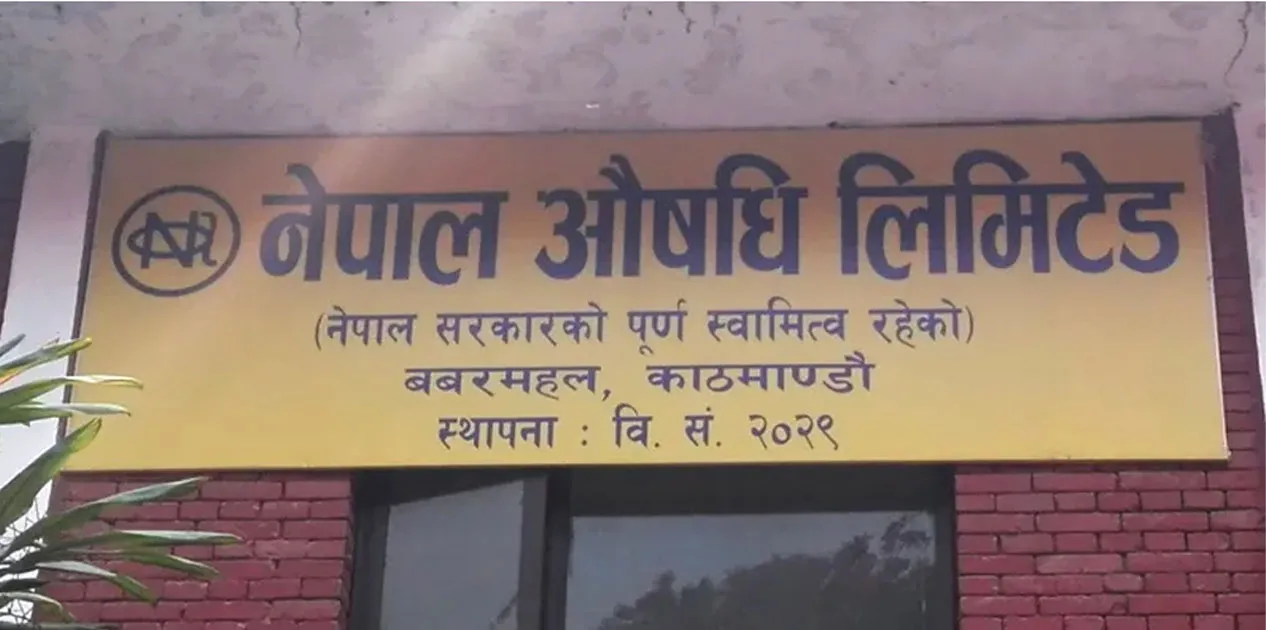 नेपाल औषधि लिमिटेड
(नेपाल सरकारको पूर्ण स्वामित्व रहेको)
बबरमहल, काठमाण्डौ
स्थापना : वि. सं. २०२९